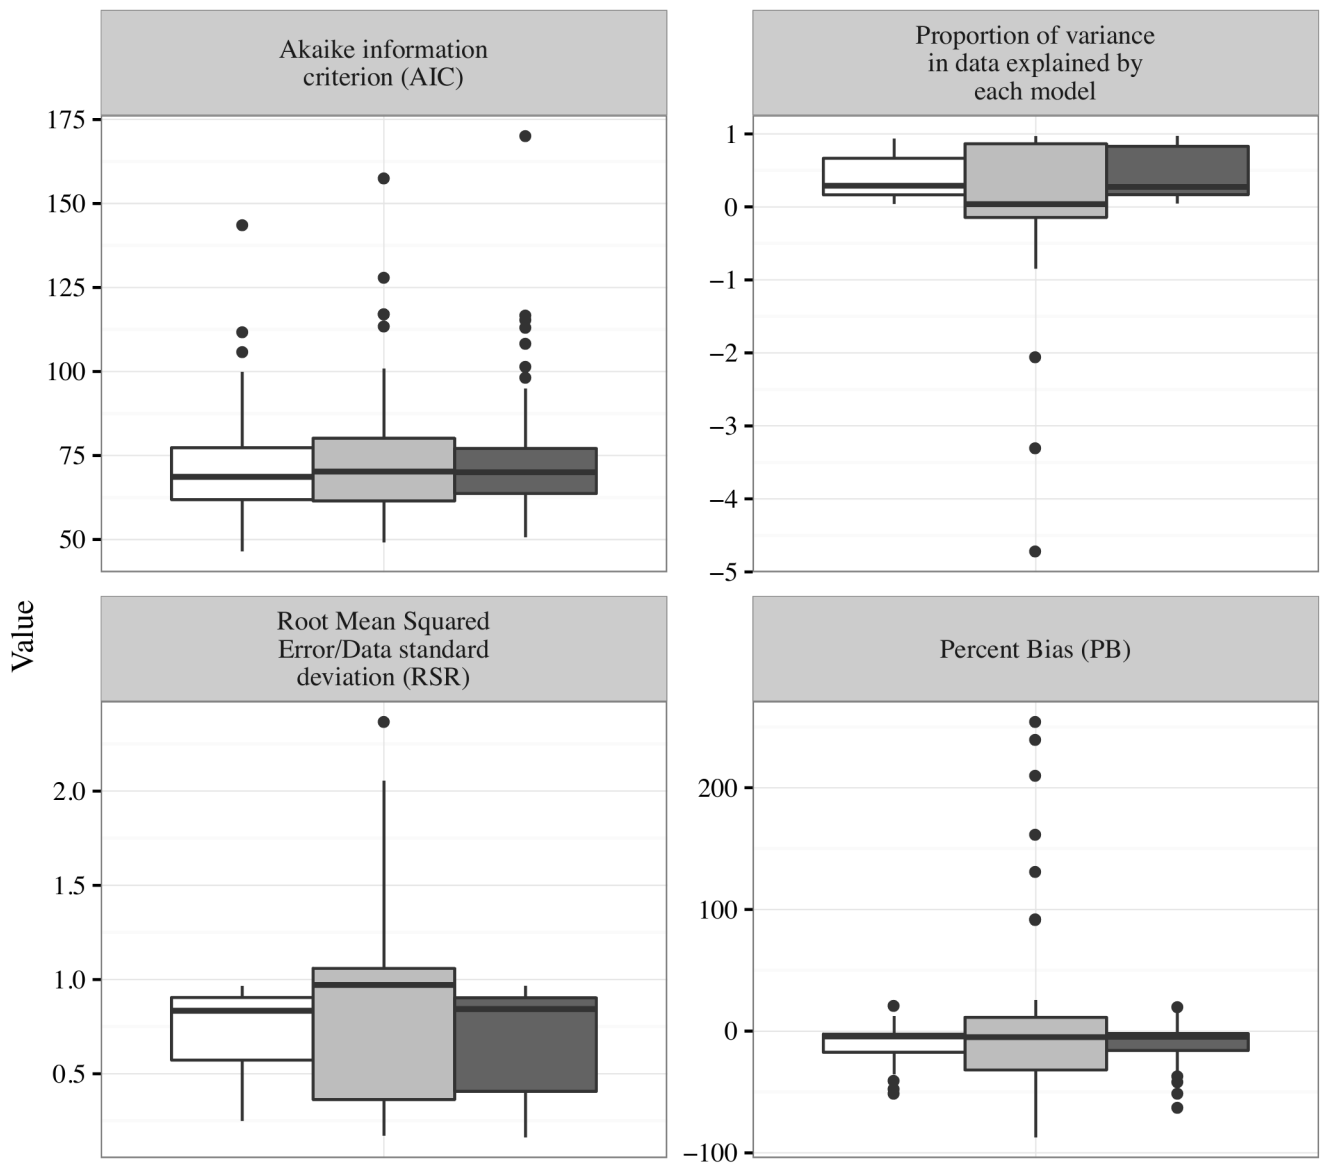 Akaike information
criterion (AIC)
175
150
125
100
75
50
Proportion of variance
in data explained by
each model
1
0
−1
−2
−3
−4
−5
Value
Root Mean Squared
Error/Data standard
deviation (RSR)
2.0
1.5
1.0
0.5
Percent Bias (PB)
200
100
0
−100